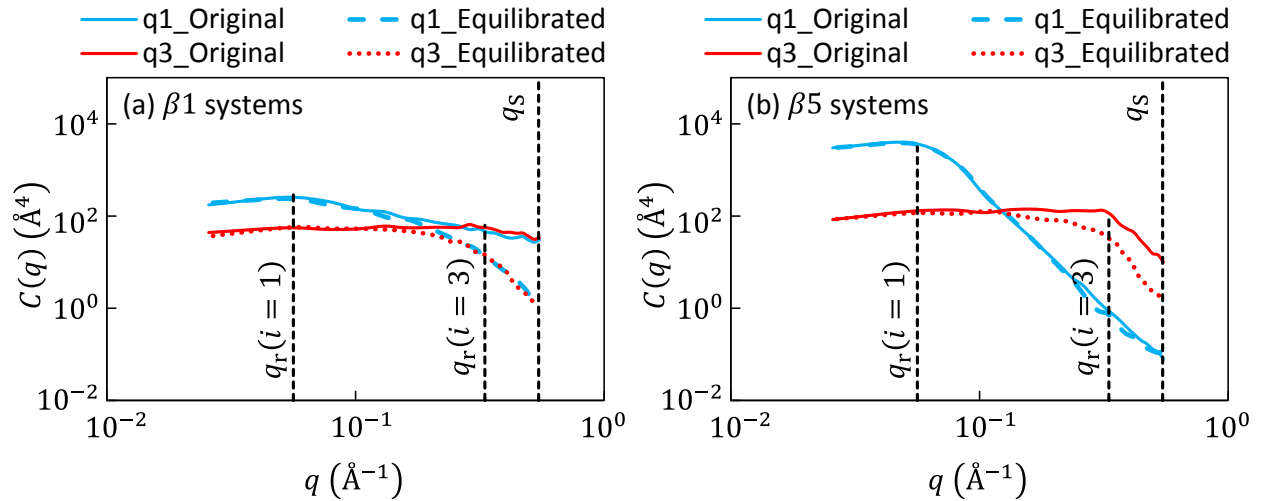 q1_Original q1_Equilibrated q1_Original q1_Equilibrated
q3_Original q3_Equilibrated q3_Original q3_Equilibrated
(a) β1 systems
q_S
10^4
10^2
10^0
10^−2
C(q) (Å^4)
q_r(i = 1)
q_r(i = 3)
10^−2 10^−1 10^0
q (Å^−1)
(b) β5 systems
q_S
10^4
10^2
10^0
10^−2
C(q) (Å^4)
q_r(i = 1)
q_r(i = 3)
10^−2 10^−1 10^0
q (Å^−1)